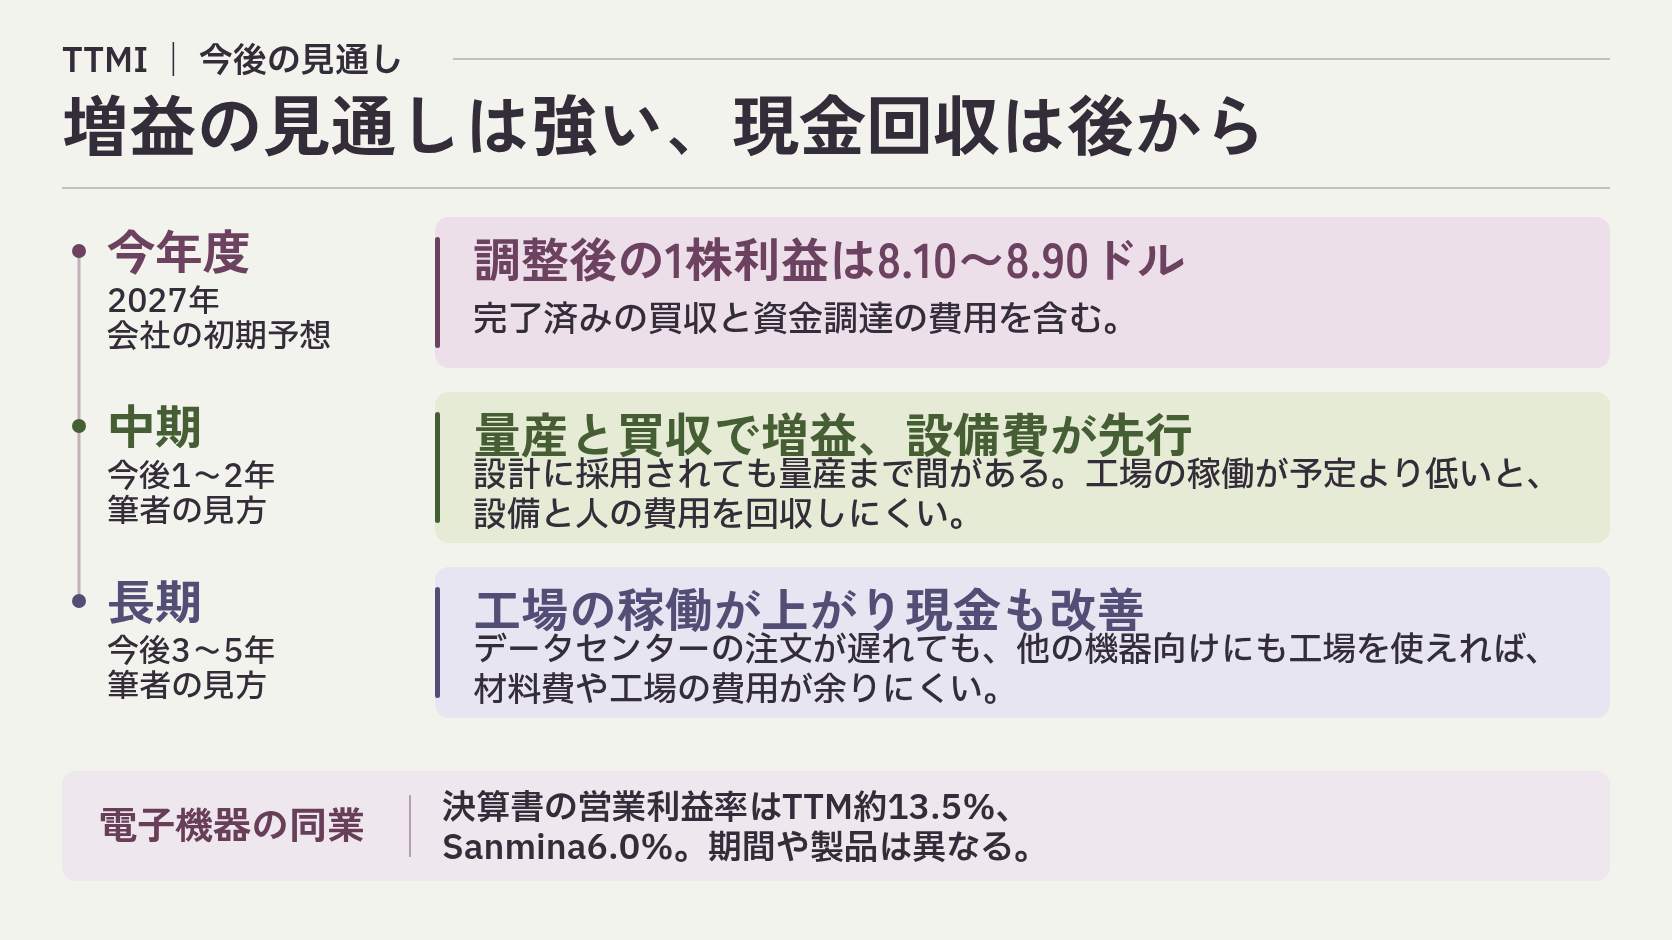 TTMI｜今後の見通し
増益の見通しは強い、現金回収は後から
今年度
2027年
会社の初期予想
調整後の1株利益は8.10〜8.90ドル
完了済みの買収と資金調達の費用を含む。
中期
今後1〜2年
筆者の見方
量産と買収で増益、設備費が先行
設計に採用されても量産まで間がある。工場の稼働が予定より低いと、
設備と人の費用を回収しにくい。
長期
今後3〜5年
筆者の見方
工場の稼働が上がり現金も改善
データセンターの注文が遅れても、他の機器向けにも工場を使えれば、
材料費や工場の費用が余りにくい。
電子機器の同業
決算書の営業利益率はTTM約13.5%、
Sanmina6.0%。期間や製品は異なる。